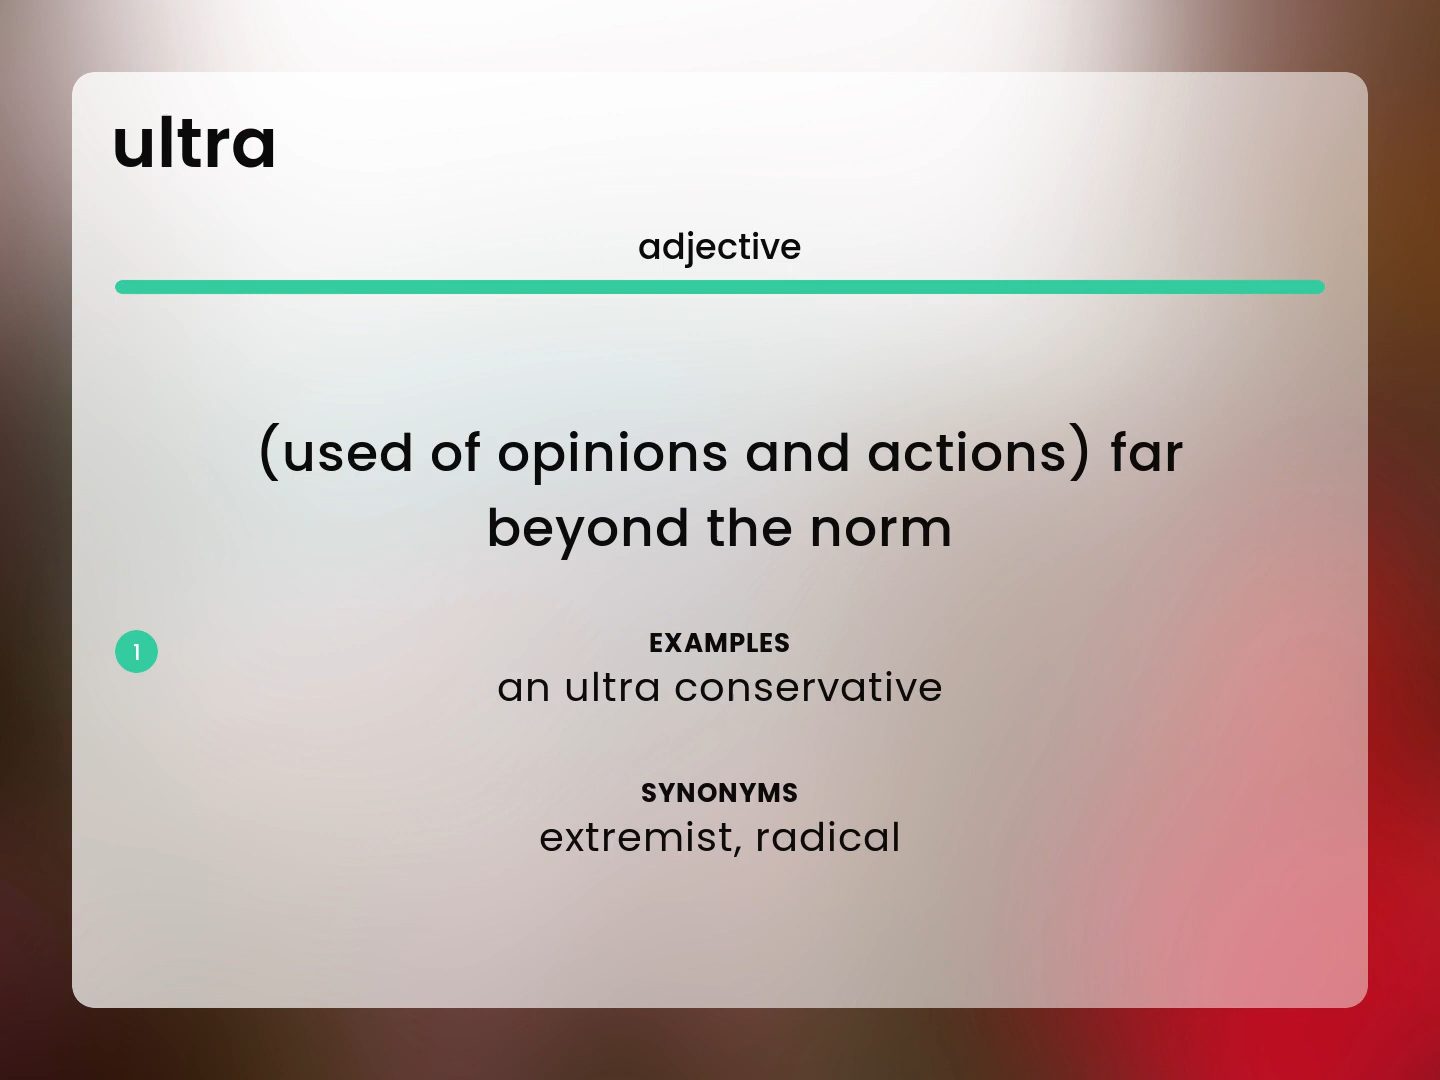 ultra
adjective
(used of opinions and actions) far
beyond the norm
1
EXAMPLES
an ultra conservative
SYNONYMS
extremist, radical